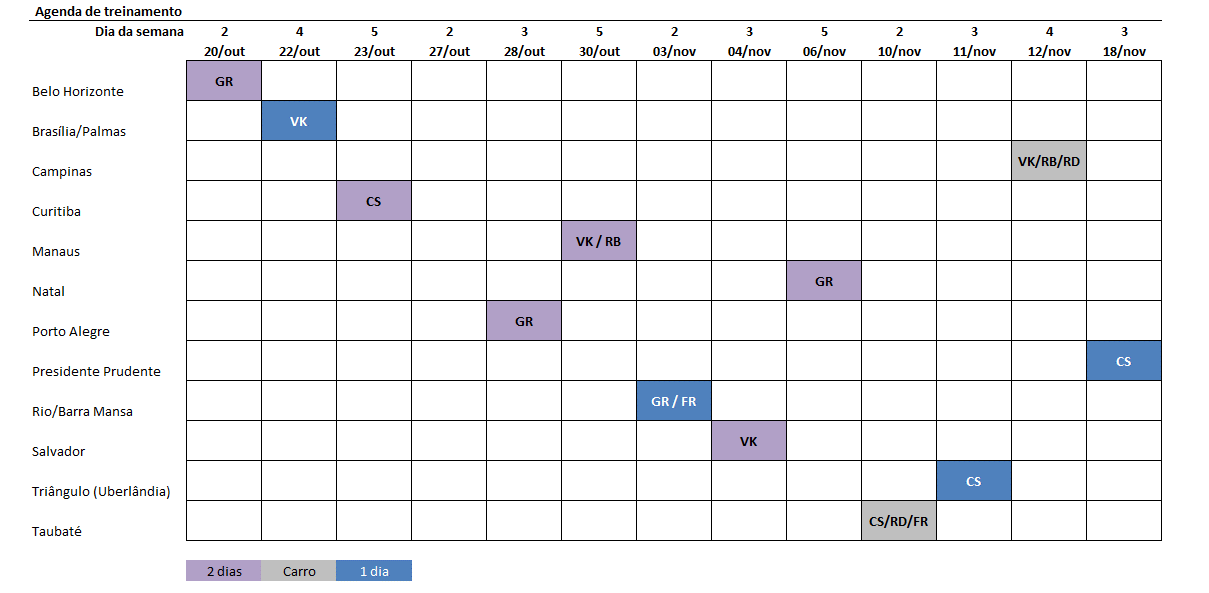 Agenda de treinamento
Dia da semana 2 4 5 2 3 5 2 3 5 2 3 4 3
20/out 22/out 23/out 27/out 28/out 30/out 03/nov 04/nov 06/nov 10/nov 11/nov 12/nov 18/nov
Belo Horizonte GR
Brasília/Palmas VK
Campinas VK/RB/RD
Curitiba CS
Manaus VK / RB
Natal GR
Porto Alegre GR
Presidente Prudente CS
Rio/Barra Mansa GR / FR
Salvador VK
Triângulo (Uberlândia) CS
Taubaté CS/RD/FR
2 dias Carro 1 dia